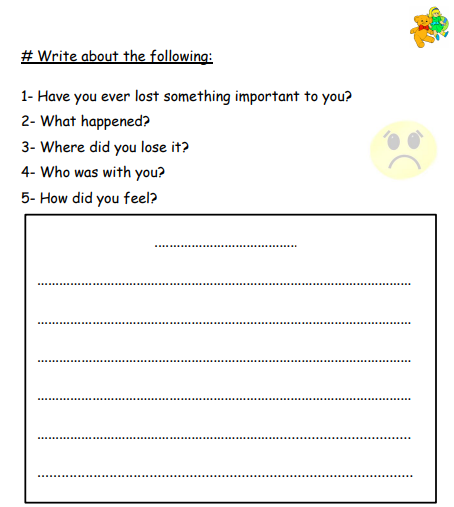 # Write about the following:
1- Have you ever lost something important to you?
2- What happened?
3- Where did you lose it?
4- Who was with you?
5- How did you feel?